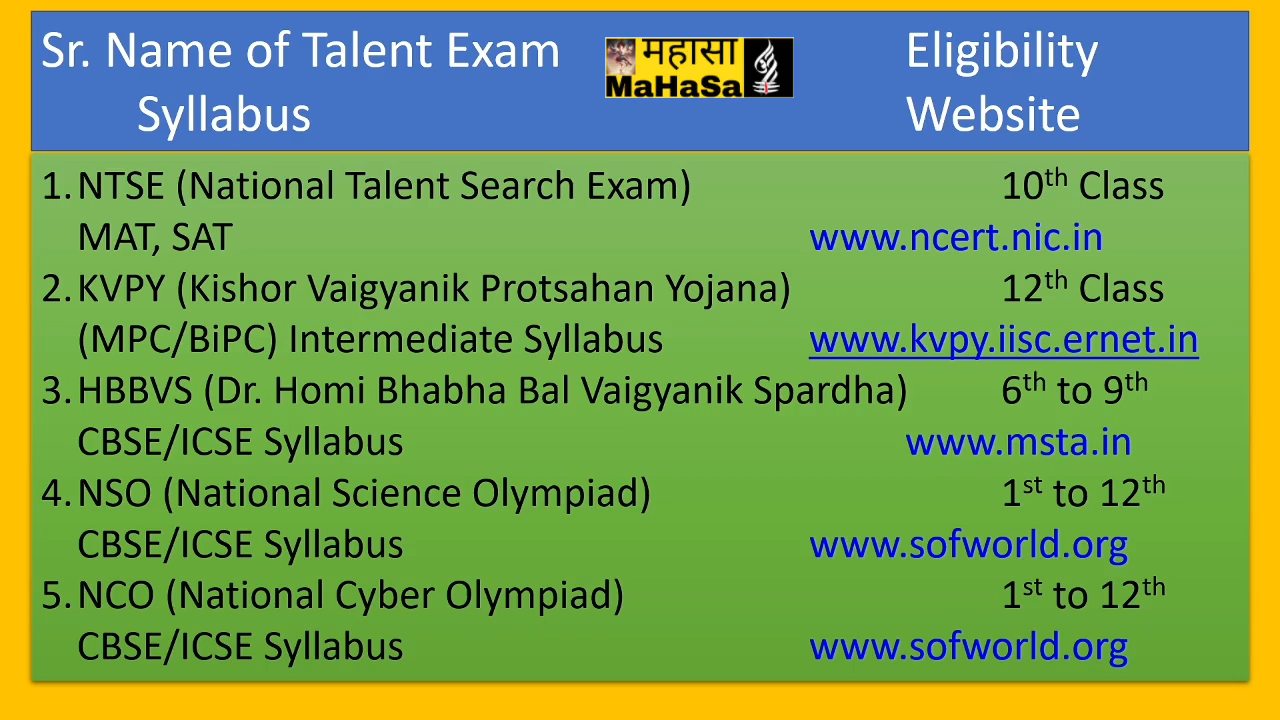 Sr. Name of Talent Exam Eligibility
Syllabus Website
महासा
MaHaSa
1. NTSE (National Talent Search Exam) 10th Class
MAT, SAT www.ncert.nic.in
2. KVPY (Kishor Vaigyanik Protsahan Yojana) 12th Class
(MPC/BiPC) Intermediate Syllabus www.kvpy.iisc.ernet.in
3. HBBVS (Dr. Homi Bhabha Bal Vaigyanik Spardha) 6th to 9th
CBSE/ICSE Syllabus www.msta.in
4. NSO (National Science Olympiad) 1st to 12th
CBSE/ICSE Syllabus www.sofworld.org
5. NCO (National Cyber Olympiad) 1st to 12th
CBSE/ICSE Syllabus www.sofworld.org